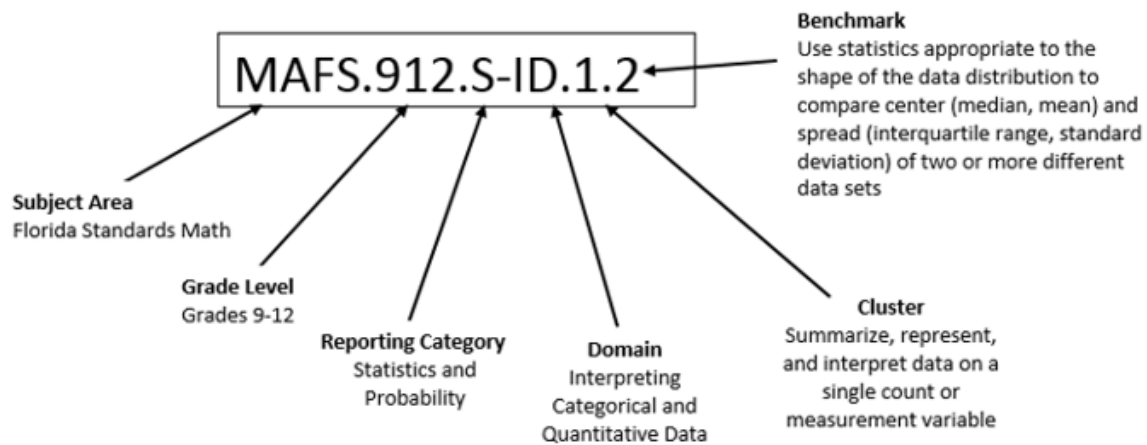 Benchmark
Use statistics appropriate to the
shape of the data distribution to
compare center (median, mean) and
spread (interquartile range, standard
deviation) of two or more different
data sets
MAFS.912.S-ID.1.2
Subject Area
Florida Standards Math
Grade Level
Grades 9-12
Reporting Category
Statistics and
Probability
Domain
Interpreting
Categorical and
Quantitative Data
Cluster
Summarize, represent,
and interpret data on a
single count or
measurement variable